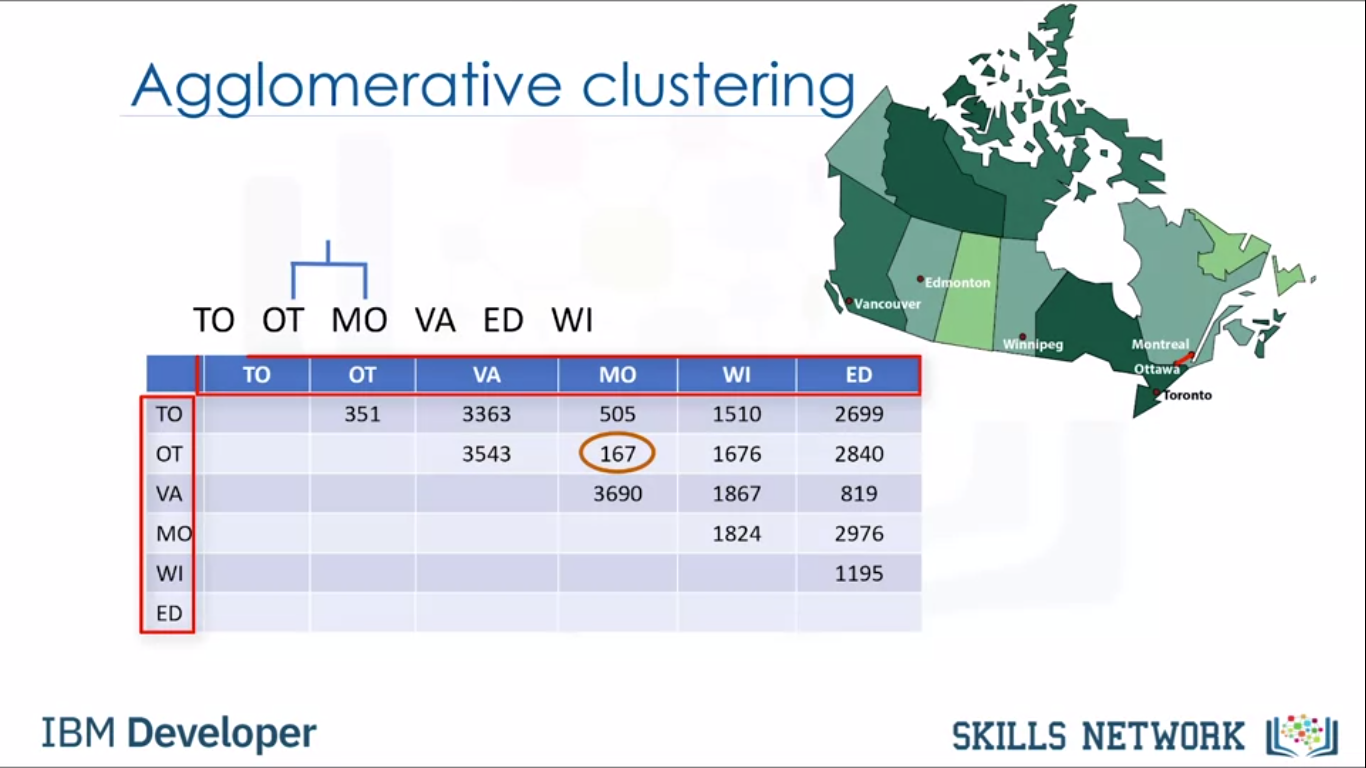 Agglomerative clustering
Edmonton
Vancouver
Winnipeg
Montreal
Ottawa
Toronto
TO OT MO VA ED WI
TO OT VA MO WI ED
TO 351 3363 505 1510 2699
OT 3543 167 1676 2840
VA 3690 1867 819
MO 1824 2976
WI 1195
ED
IBM Developer
SKILLS NETWORK